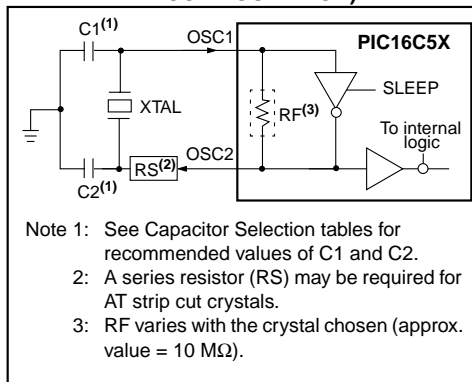 C1(1)
OSC1
PIC16C5X
SLEEP
XTAL
RF(3)
To internal
logic
OSC2
RS(2)
C2(1)
Note 1: See Capacitor Selection tables for
recommended values of C1 and C2.
2: A series resistor (RS) may be required for
AT strip cut crystals.
3: RF varies with the crystal chosen (approx.
value = 10 MΩ).